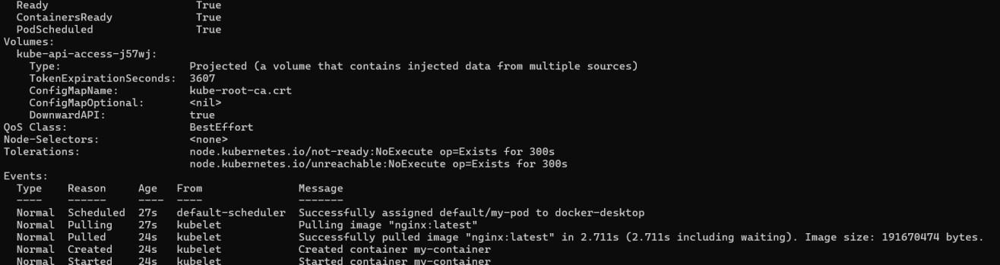 Ready                       True
ContainersReady             True
PodScheduled                True
Volumes:
kube-api-access-j57wj:
Type:                    Projected (a volume that contains injected data from multiple sources)
TokenExpirationSeconds:  3607
ConfigMapName:           kube-root-ca.crt
ConfigMapOptional:       <nil>
DownwardAPI:             true
QoS Class:                   BestEffort
Node-Selectors:              <none>
Tolerations:                 node.kubernetes.io/not-ready:NoExecute op=Exists for 300s
node.kubernetes.io/unreachable:NoExecute op=Exists for 300s
Events:
Type    Reason     Age   From               Message
----    ------     ----  ----               -------
Normal  Scheduled  27s   default-scheduler  Successfully assigned default/my-pod to docker-desktop
Normal  Pulling    27s   kubelet            Pulling image "nginx:latest"
Normal  Pulled     24s   kubelet            Successfully pulled image "nginx:latest" in 2.711s (2.711s including waiting). Image size: 191670474 bytes.
Normal  Created    24s   kubelet            Created container my-container
Normal  Started    24s   kubelet            Started container my-container